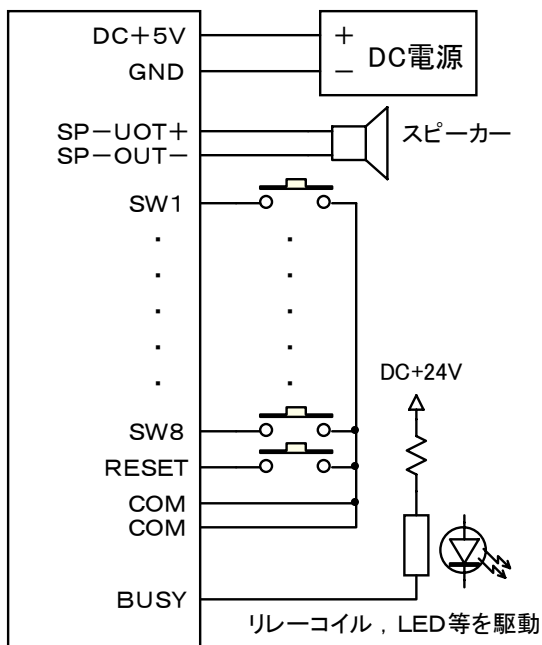 DC+5V
+
DC電源
GND
−
SP−UOT+
スピーカー
SP−OUT−
SW1
DC+24V
SW8
RESET
COM
COM
BUSY
リレーコイル , LED等を駆動